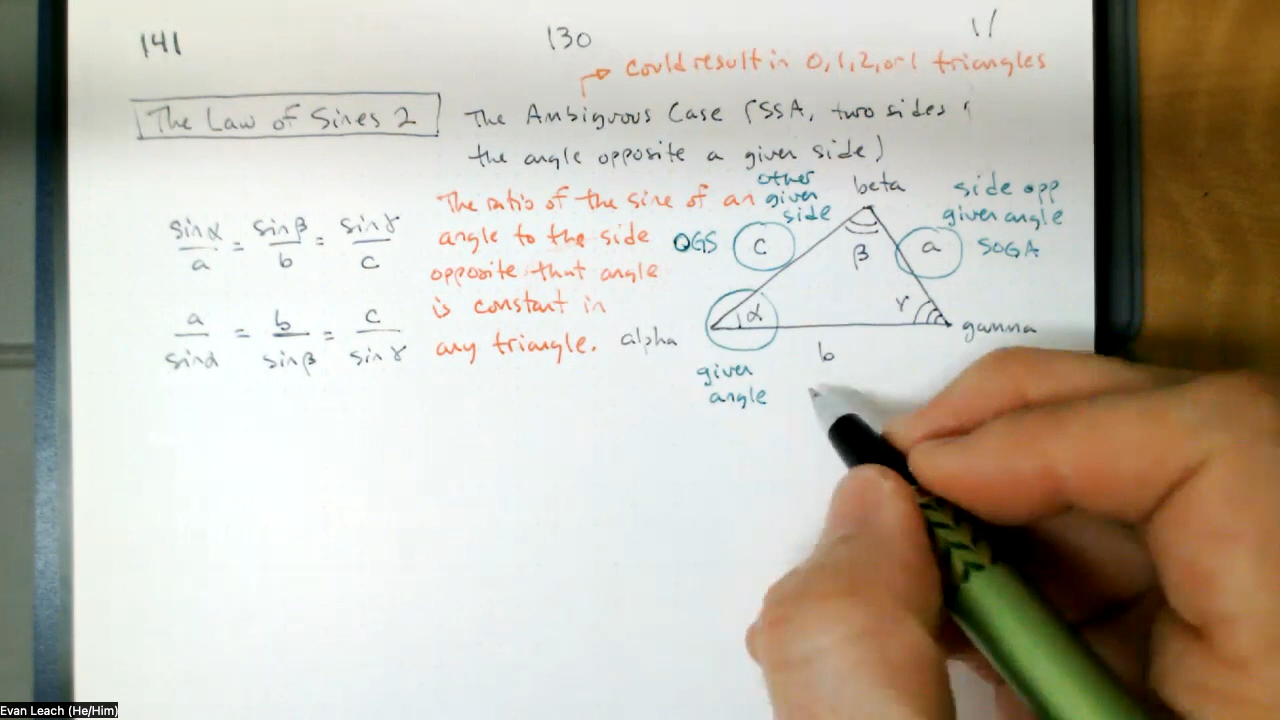 141 130 11
could result in 0, 1, 2, or 1 triangles
The Law of Sines 2 The Ambiguous Case (SSA, two sides &
the angle opposite a given side)
sinα/a = sinβ/b = sinγ/c
a/sinα = b/sinβ = c/sinγ
The ratio of the sine of an
angle to the side
opposite that angle
is constant in
any triangle.
other
given
side
OGS c
beta
β
side opp
given angle
a SOGA
alpha α γ gamma
b
given
angle
Evan Leach (He/Him)